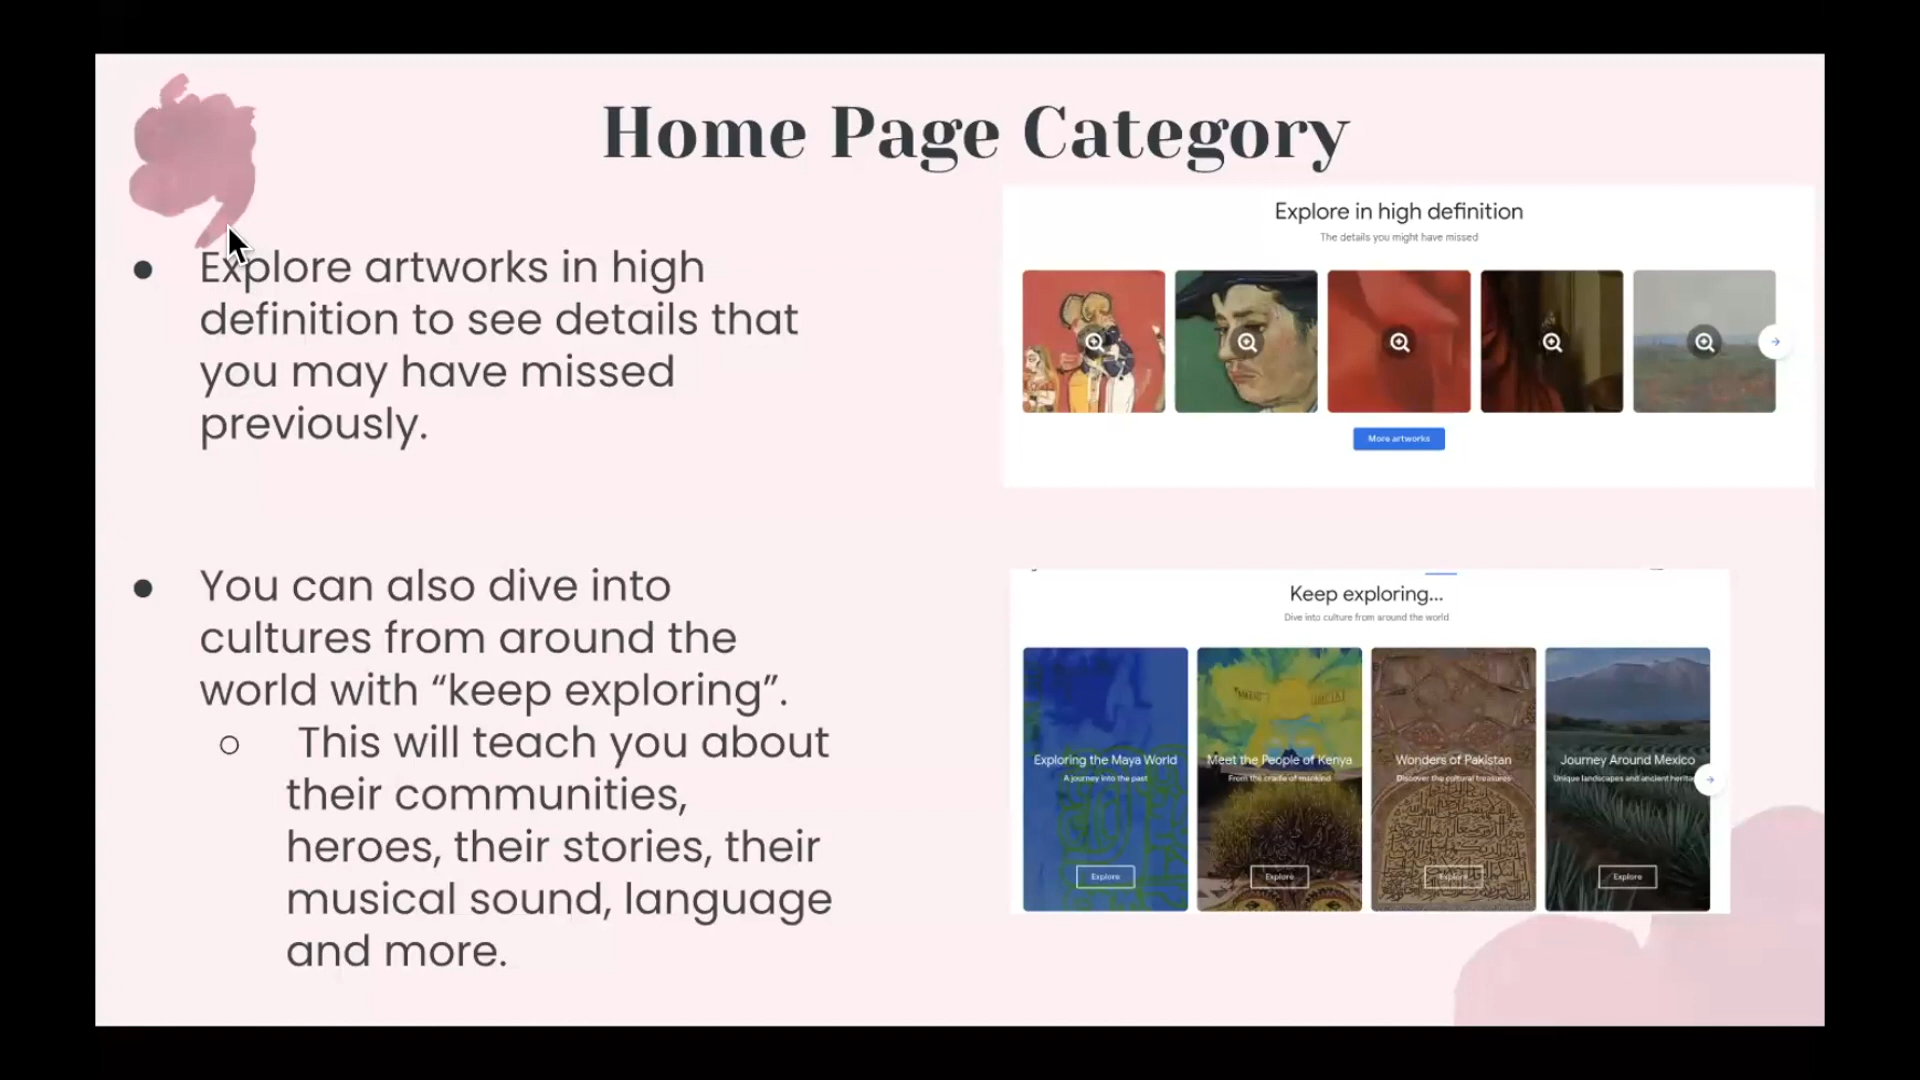 Home Page Category
● Explore artworks in high
definition to see details that
you may have missed
previously.
● You can also dive into
cultures from around the
world with “keep exploring”.
○ This will teach you about
their communities,
heroes, their stories, their
musical sound, language
and more.
Explore in high definition
The details you might have missed
More artworks
Keep exploring...
Dive into culture from around the world
Exploring the Maya World
A journey into the past
Explore
Meet the People of Kenya
From the cradle of mankind
Explore
Wonders of Pakistan
Discover the cultural treasures
Explore
Journey Around Mexico
Unique landscapes and ancient
Explore